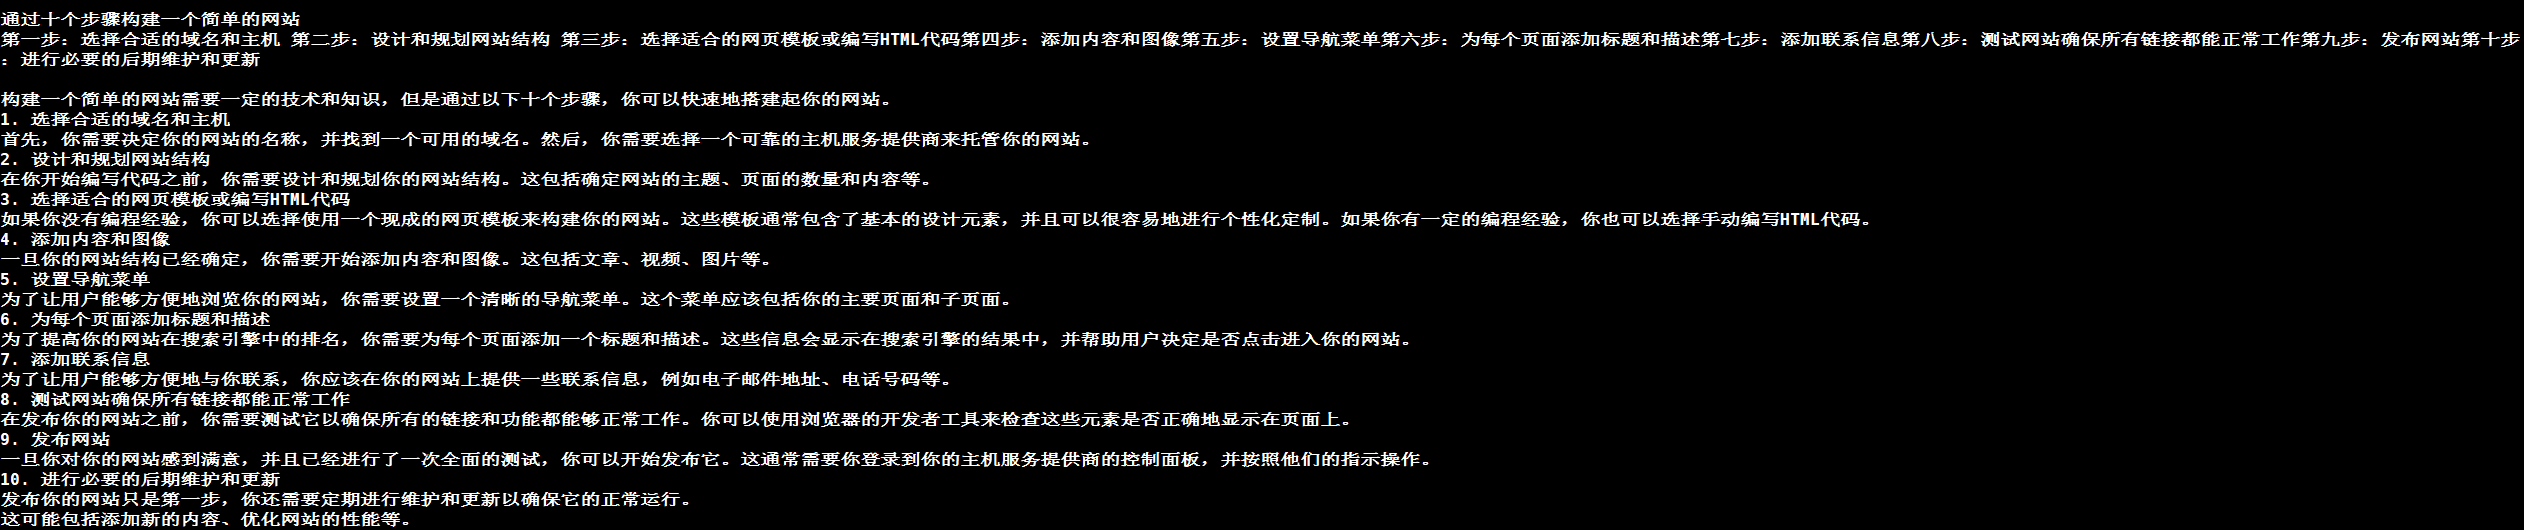 通过十个步骤构建一个简单的网站
第一步：选择合适的域名和主机 第二步：设计和规划网站结构 第三步：选择适合的网页模板或编写HTML代码第四步：添加内容和图像第五步：设置导航菜单第六步：为每个页面添加标题和描述第七步：添加联系信息第八步：测试网站确保所有链接都能正常工作第九步：发布网站第十步
：进行必要的后期维护和更新
构建一个简单的网站需要一定的技术和知识，但是通过以下十个步骤，你可以快速地搭建起你的网站。
1. 选择合适的域名和主机
首先，你需要决定你的网站的名称，并找到一个可用的域名。然后，你需要选择一个可靠的主机服务提供商来托管你的网站。
2. 设计和规划网站结构
在你开始编写代码之前，你需要设计和规划你的网站结构。这包括确定网站的主题、页面的数量和内容等。
3. 选择适合的网页模板或编写HTML代码
如果你没有编程经验，你可以选择使用一个现成的网页模板来构建你的网站。这些模板通常包含了基本的设计元素，并且可以很容易地进行个性化定制。如果你有一定的编程经验，你也可以选择手动编写HTML代码。
4. 添加内容和图像
一旦你的网站结构已经确定，你需要开始添加内容和图像。这包括文章、视频、图片等。
5. 设置导航菜单
为了让用户能够方便地浏览你的网站，你需要设置一个清晰的导航菜单。这个菜单应该包括你的主要页面和子页面。
6. 为每个页面添加标题和描述
为了提高你的网站在搜索引擎中的排名，你需要为每个页面添加一个标题和描述。这些信息会显示在搜索引擎的结果中，并帮助用户决定是否点击进入你的网站。
7. 添加联系信息
为了让用户能够方便地与你联系，你应该在你的网站上提供一些联系信息，例如电子邮件地址、电话号码等。
8. 测试网站确保所有链接都能正常工作
在发布你的网站之前，你需要测试它以确保所有的链接和功能都能够正常工作。你可以使用浏览器的开发者工具来检查这些元素是否正确地显示在页面上。
9. 发布网站
一旦你对你的网站感到满意，并且已经进行了一次全面的测试，你可以开始发布它。这通常需要你登录到你的主机服务提供商的控制面板，并按照他们的指示操作。
10. 进行必要的后期维护和更新
发布你的网站只是第一步，你还需要定期进行维护和更新以确保它的正常运行。
这可能包括添加新的内容、优化网站的性能等。